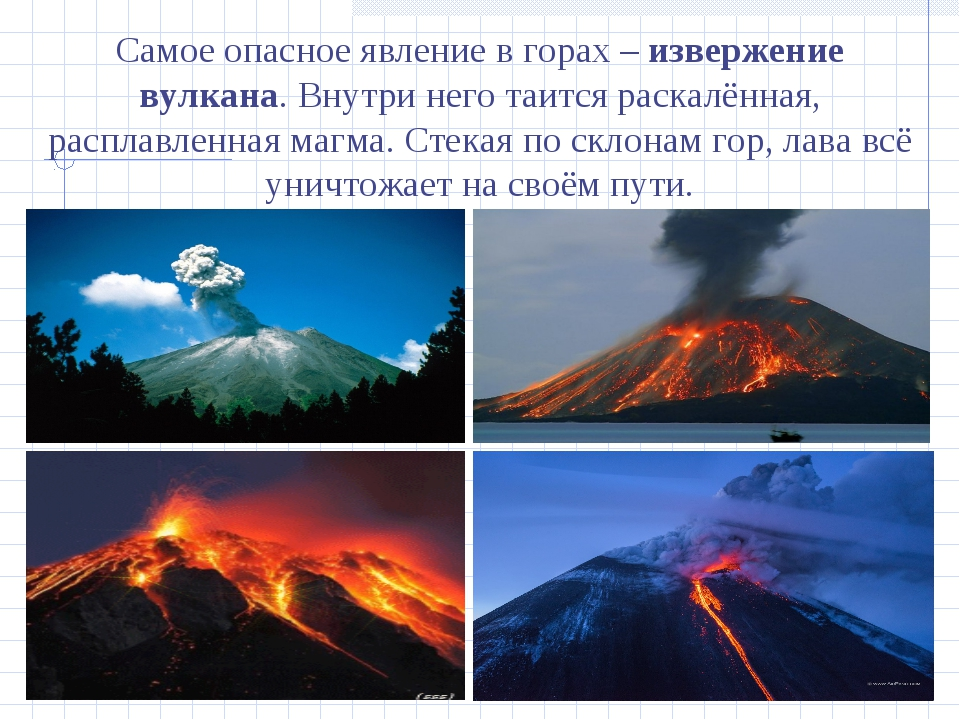 Самое опасное явление в горах – извержение
вулкана. Внутри него таится раскалённая,
расплавленная магма. Стекая по склонам гор, лава всё
уничтожает на своём пути.